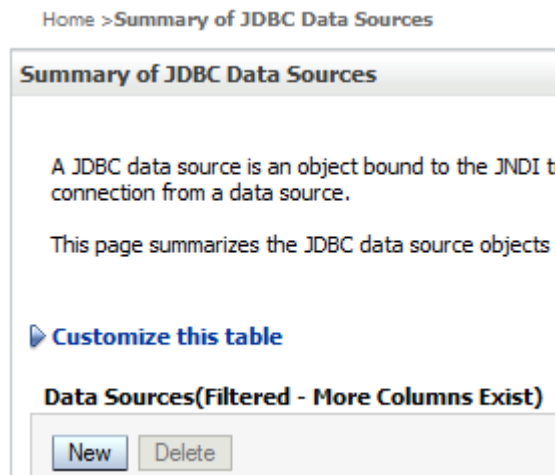 Home >Summary of JDBC Data Sources
Summary of JDBC Data Sources
A JDBC data source is an object bound to the JNDI
connection from a data source.
This page summarizes the JDBC data source objects
Customize this table
Data Sources(Filtered - More Columns Exist)
New Delete